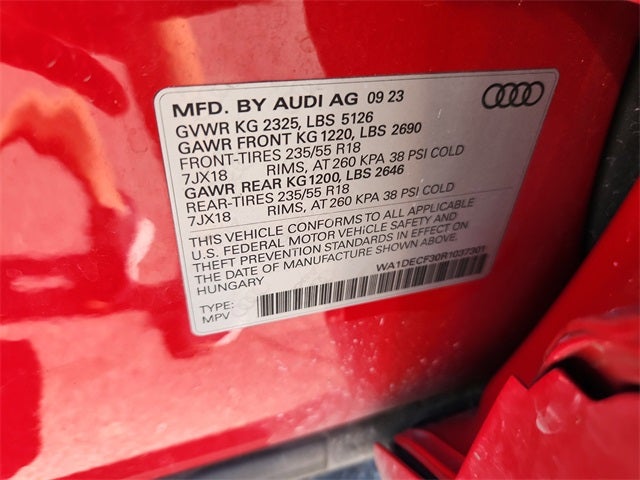 MFD. BY AUDI AG 09 23
GVWR KG 2325, LBS 5126
GAWR FRONT KG 1220, LBS 2690
FRONT-TIRES 235/55 R18
7JX18 RIMS, AT 260 KPA 38 PSI COLD
GAWR REAR KG 1200, LBS 2646
REAR-TIRES 235/55 R18
7JX18 RIMS, AT 260 KPA 38 PSI COLD
THIS VEHICLE CONFORMS TO ALL APPLICABLE
U.S. FEDERAL MOTOR VEHICLE SAFETY AND
THEFT PREVENTION STANDARDS IN EFFECT ON
THE DATE OF MANUFACTURE SHOWN ABOVE.
HUNGARY
WA1DECF30R1037301
TYPE:
MPV